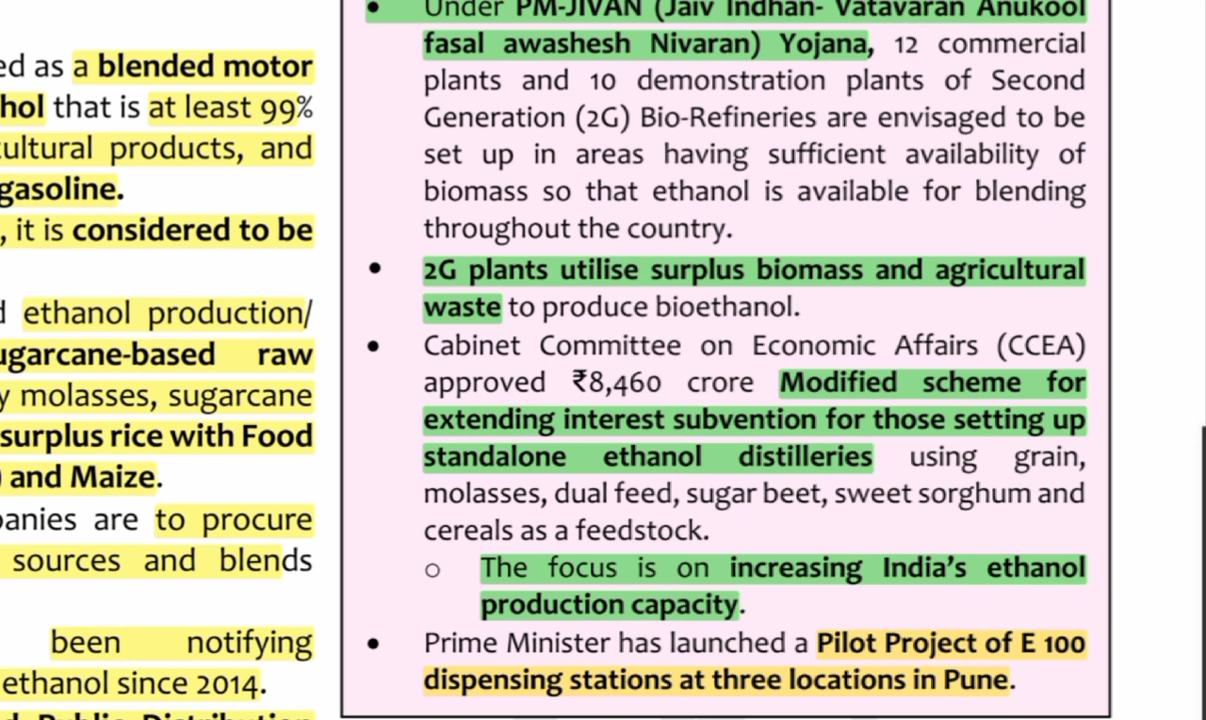 ed as a blended motor
hol that is at least 99%
ultural products, and
gasoline.
, it is considered to be
ethanol production/
ugarcane-based raw
y molasses, sugarcane
surplus rice with Food
) and Maize.
panies are to procure
sources and blends
been notifying
ethanol since 2014.
d Public Distribution
• Under PM-JIVAN (Jaiv Indhan- Vatavaran Anukool
fasal awashesh Nivaran) Yojana, 12 commercial
plants and 10 demonstration plants of Second
Generation (2G) Bio-Refineries are envisaged to be
set up in areas having sufficient availability of
biomass so that ethanol is available for blending
throughout the country.
• 2G plants utilise surplus biomass and agricultural
waste to produce bioethanol.
• Cabinet Committee on Economic Affairs (CCEA)
approved ₹8,460 crore Modified scheme for
extending interest subvention for those setting up
standalone ethanol distilleries using grain,
molasses, dual feed, sugar beet, sweet sorghum and
cereals as a feedstock.
o The focus is on increasing India’s ethanol
production capacity.
• Prime Minister has launched a Pilot Project of E 100
dispensing stations at three locations in Pune.